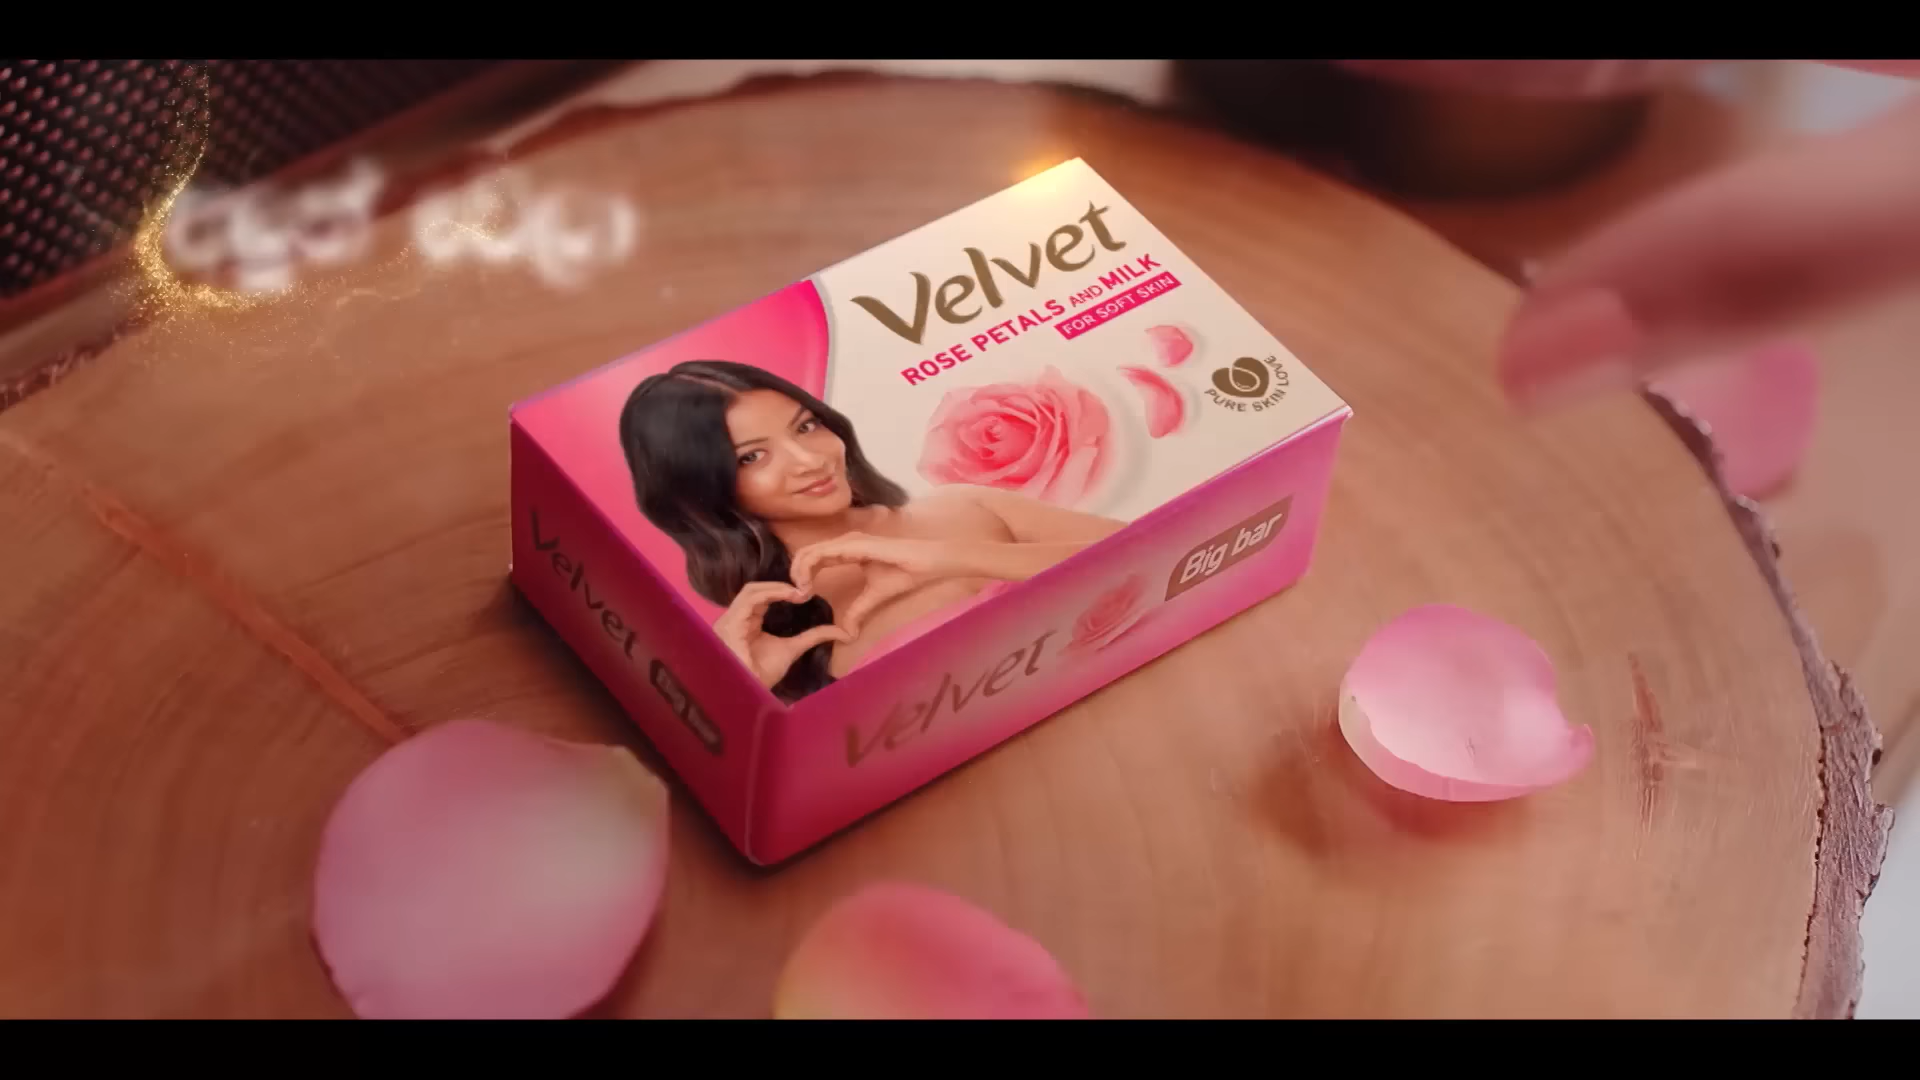 Velvet
ROSE PETALS AND MILK
FOR SOFT SKIN
PURE SKIN LOVE
Velvet Big bar
Velvet Big bar